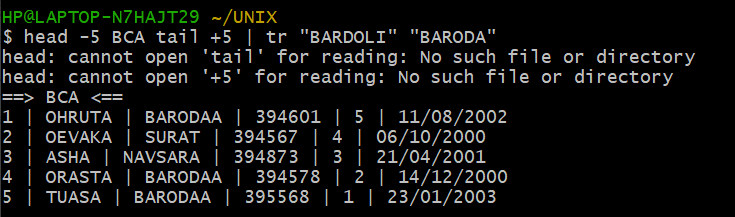 HP@LAPTOP-N7HAJT29 ~/UNIX
$ head -5 BCA tail +5 | tr "BARDOLI" "BARODA"
head: cannot open 'tail' for reading: No such file or directory
head: cannot open '+5' for reading: No such file or directory
==> BCA <==
1 | OHRUTA | BARODAA | 394601 | 5 | 11/08/2002
2 | OEVAKA | SURAT | 394567 | 4 | 06/10/2000
3 | ASHA | NAVSARA | 394873 | 3 | 21/04/2001
4 | ORASTA | BARODAA | 394578 | 2 | 14/12/2000
5 | TUASA | BARODAA | 395568 | 1 | 23/01/2003